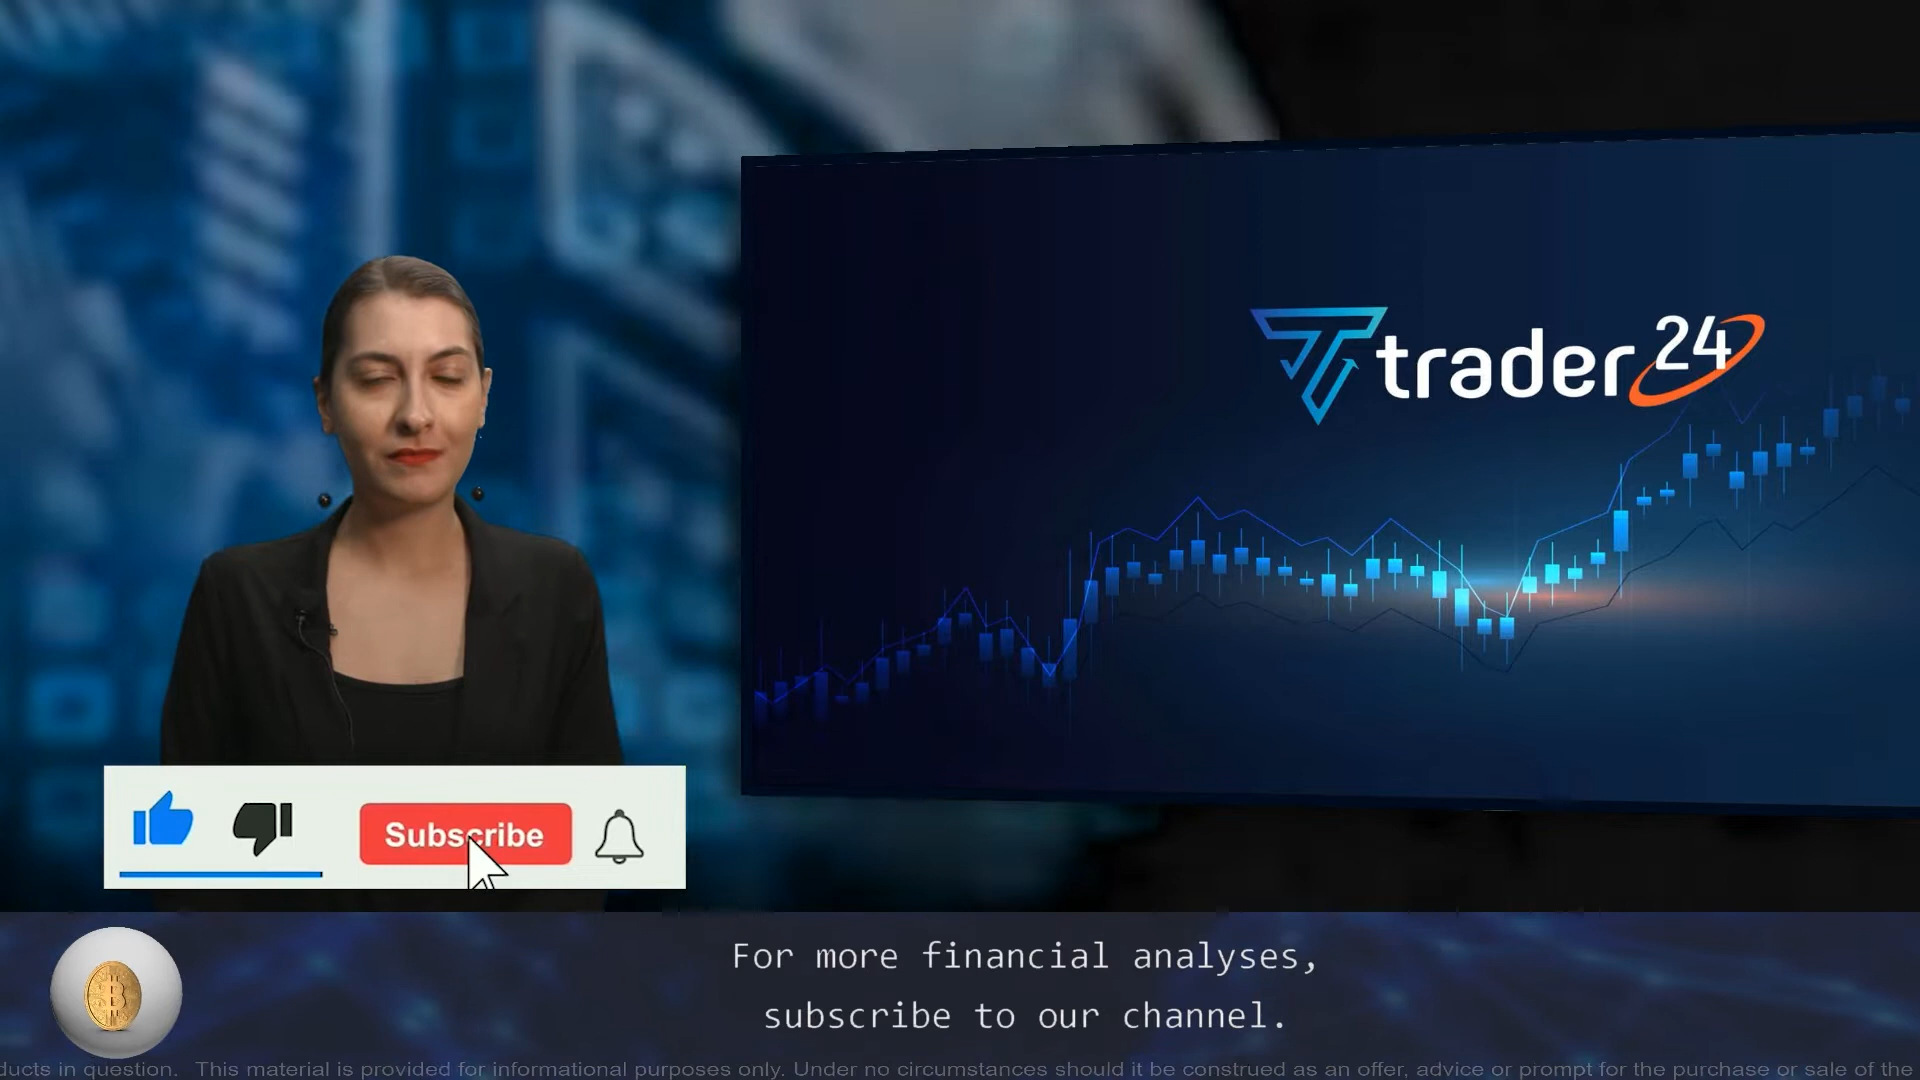 trader 24
Subscribe
For more financial analyses,
subscribe to our channel.
ducts in question. This material is provided for informational purposes only. Under no circumstances should it be construed as an offer, advice or prompt for the purchase or sale of the